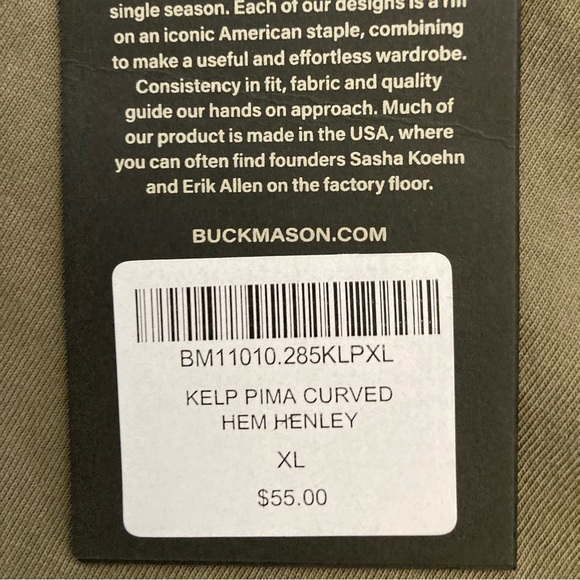 single season. Each of our designs is a riff
on an iconic American staple, combining
to make a useful and effortless wardrobe.
Consistency in fit, fabric and quality
guide our hands on approach. Much of
our product is made in the USA, where
you can often find founders Sasha Koehn
and Erik Allen on the factory floor.
BUCKMASON.COM
BM11010.285KLPXL
KELP PIMA CURVED
HEM HENLEY
XL
$55.00